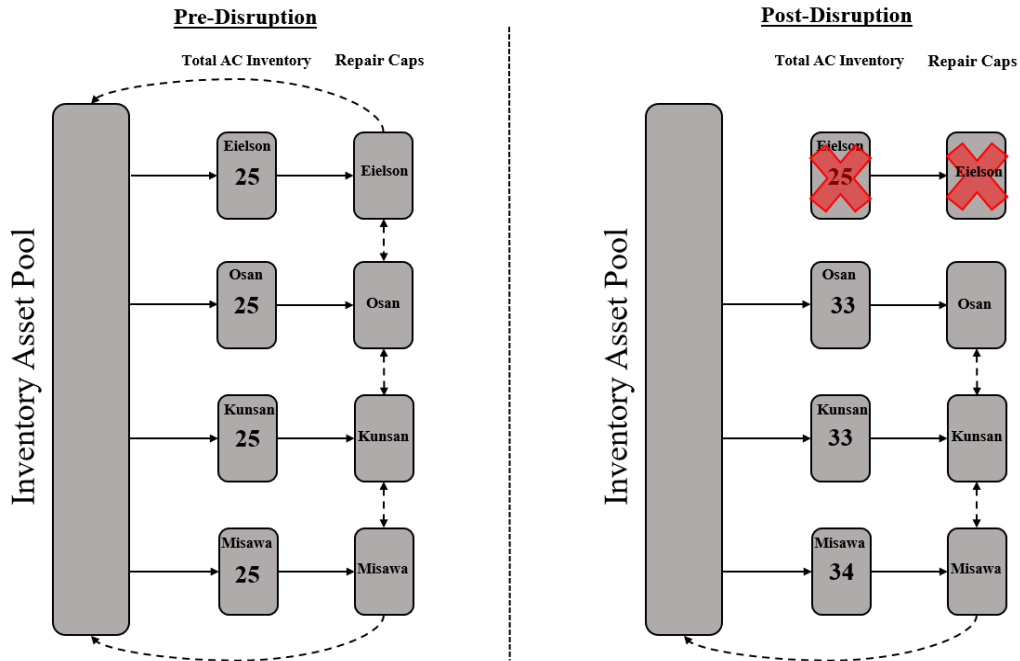 Pre-Disruption
Total AC Inventory
Repair Caps
Inventory Asset Pool
Eielson
25
Eielson
Osan
25
Osan
Kunsan
25
Kunsan
Misawa
25
Misawa
Post-Disruption
Total AC Inventory
Repair Caps
Inventory Asset Pool
Eielson
25
Eielson
Osan
33
Osan
Kunsan
33
Kunsan
Misawa
34
Misawa